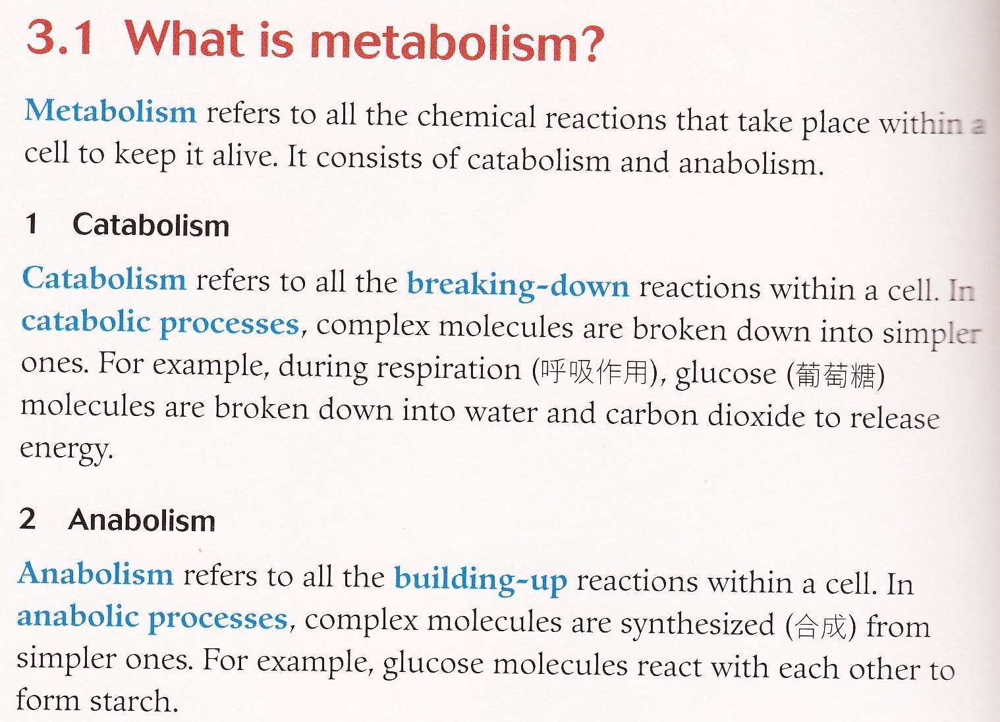 3.1 What is metabolism?
Metabolism refers to all the chemical reactions that take place within a
cell to keep it alive. It consists of catabolism and anabolism.
1 Catabolism
Catabolism refers to all the breaking-down reactions within a cell. In
catabolic processes, complex molecules are broken down into simpler
ones. For example, during respiration (呼吸作用), glucose (葡萄糖)
molecules are broken down into water and carbon dioxide to release
energy.
2 Anabolism
Anabolism refers to all the building-up reactions within a cell. In
anabolic processes, complex molecules are synthesized (合成) from
simpler ones. For example, glucose molecules react with each other to
form starch.